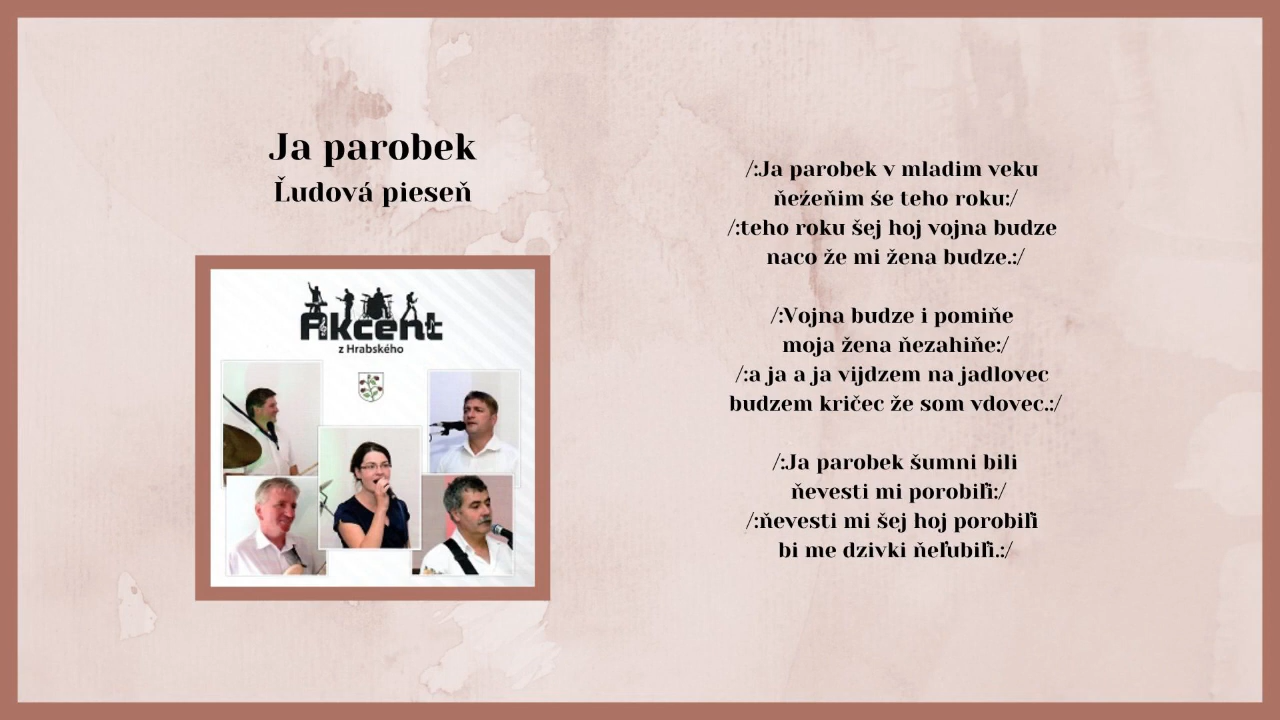 Ja parobek
Ľudová pieseň
Akcent
z Hrabského
/:Ja parobek v mladim veku
ňeźeňim śe teho roku:/
/:teho roku šej hoj vojna budze
naco že mi žena budze.:/
/:Vojna budze i pomiňe
moja žena ňezahiňe:/
/:a ja a ja vijdzem na jadlovec
budzem kričec že som vdovec.:/
/:Ja parobek šumni bili
ňevesti mi porobiľi:/
/:ňevesti mi šej hoj porobiľi
bi me dzivki ňeľubiľi.:/